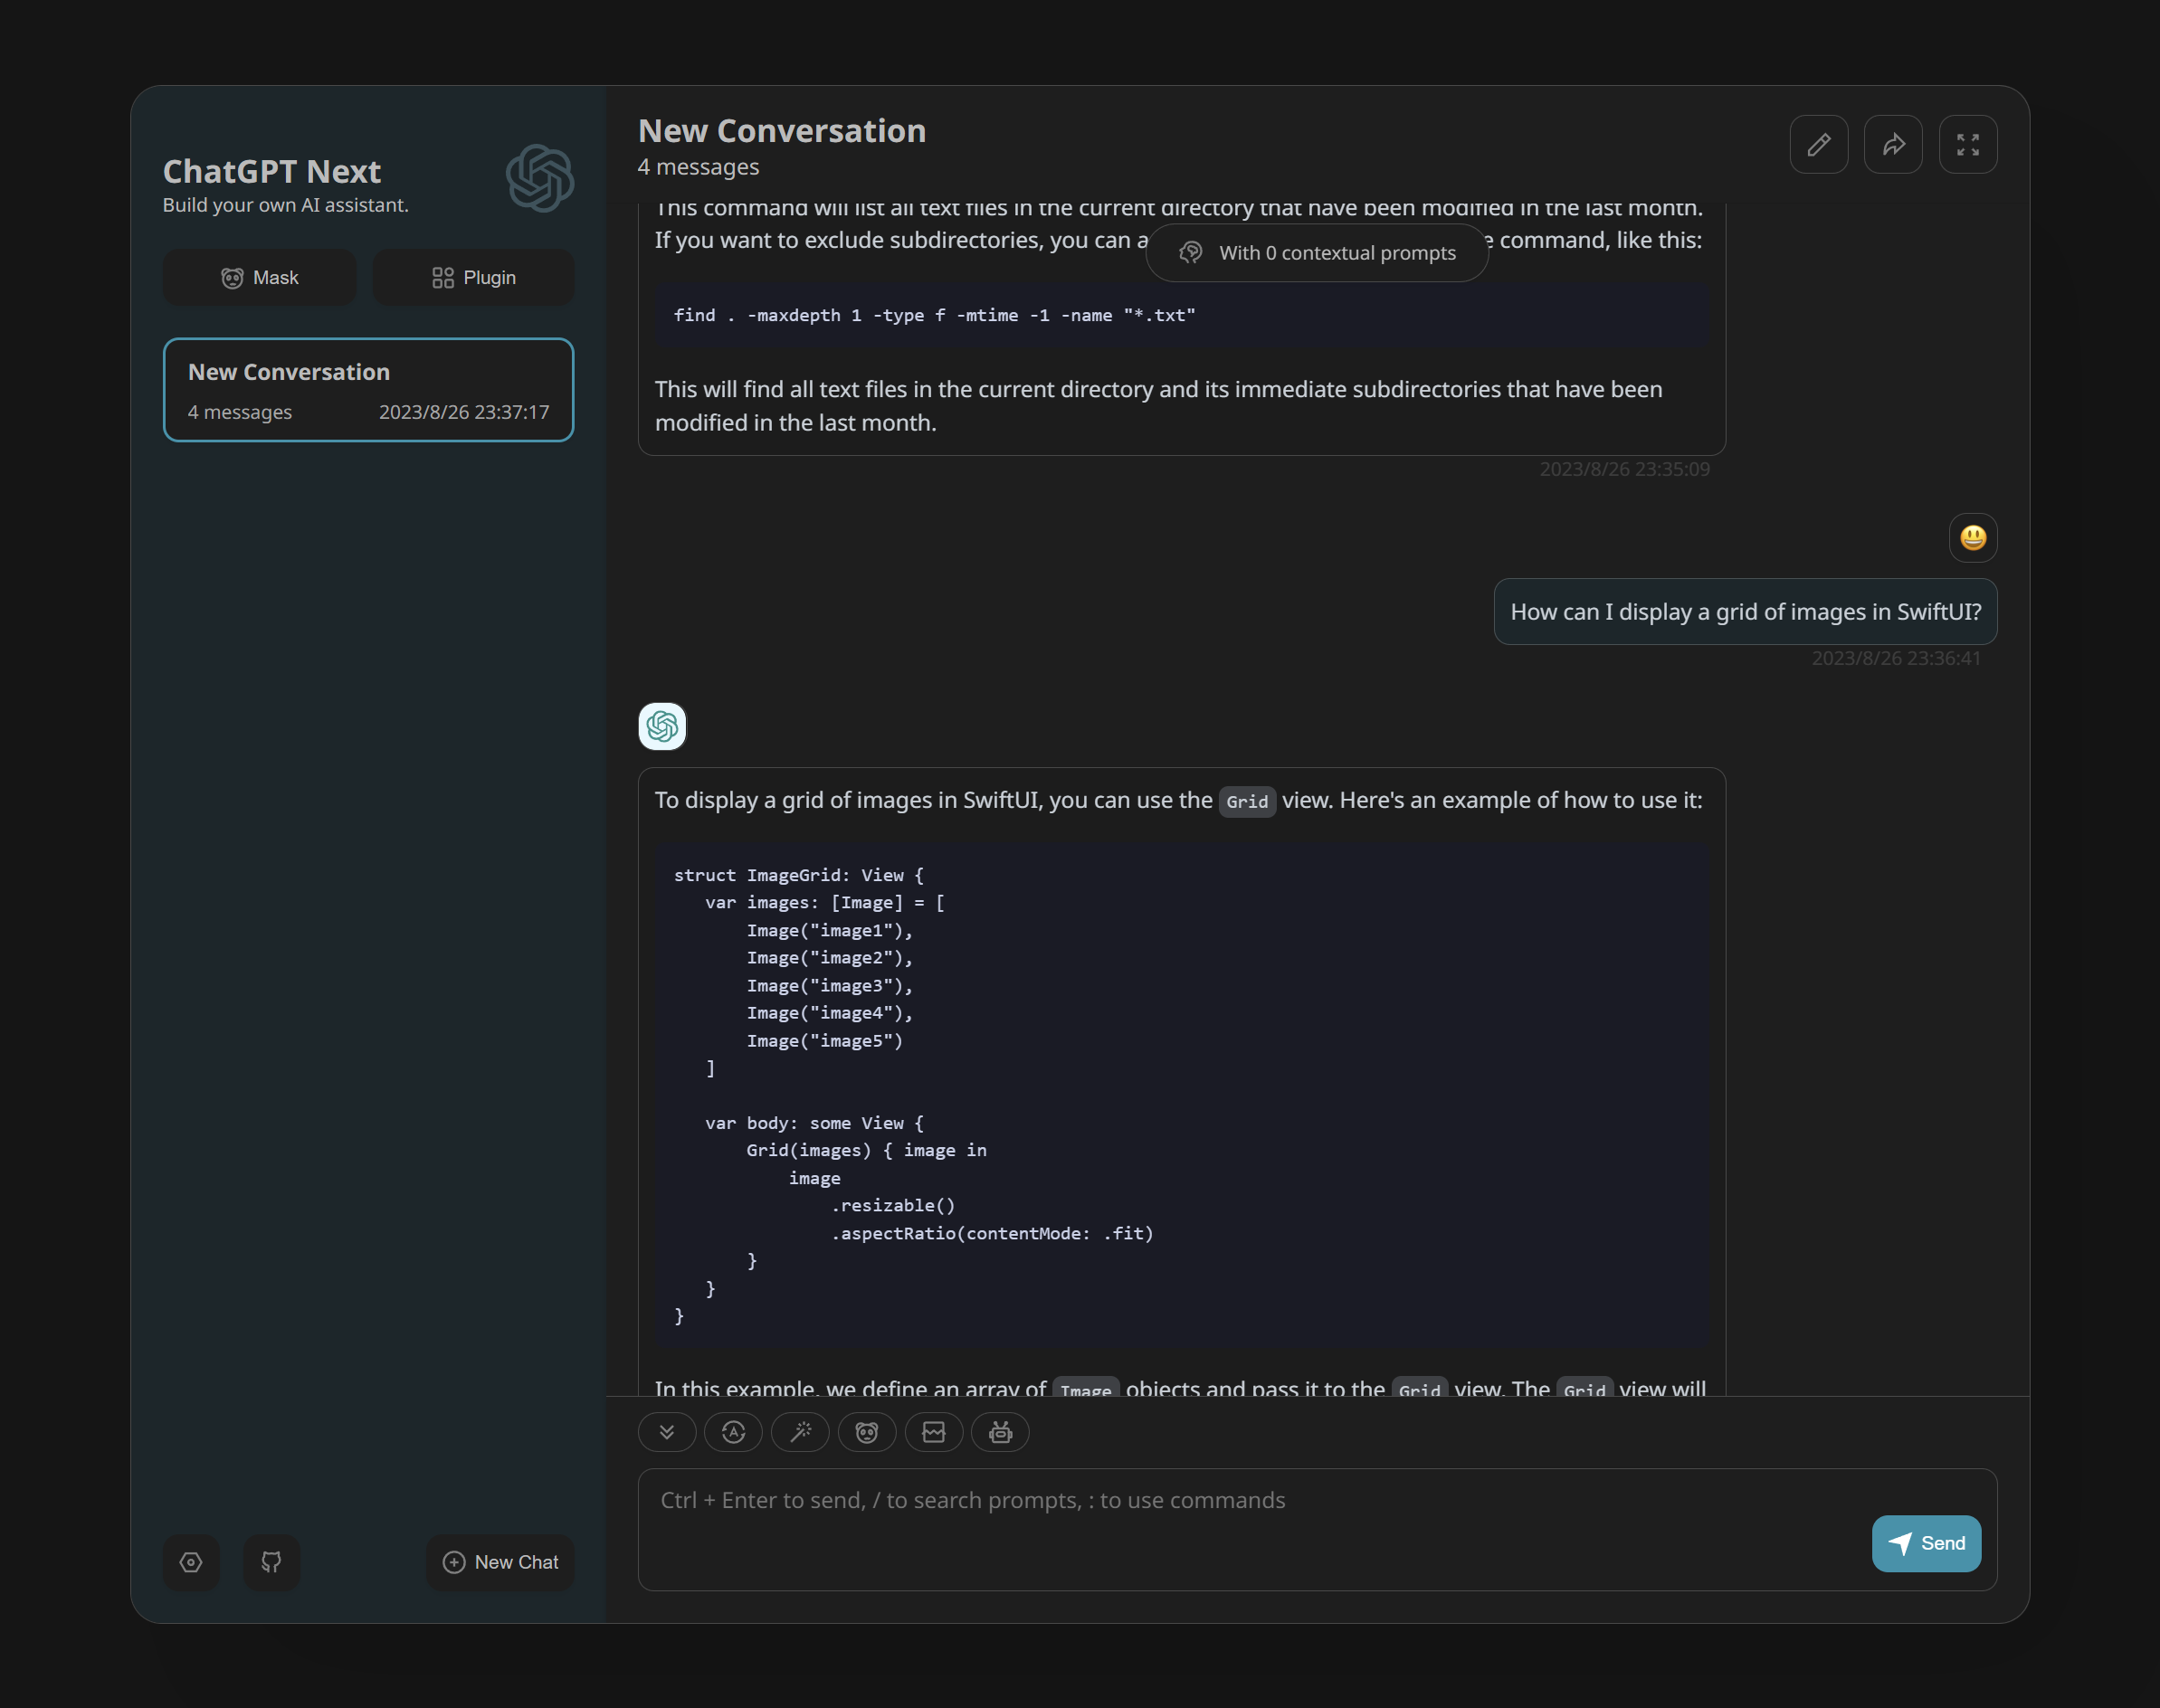 ChatGPT Next
Build your own AI assistant.
Mask
Plugin
New Conversation
4 messages
2023/8/26 23:37:17
New Chat
New Conversation
4 messages
This command will list all text files in the current directory that have been modified in the last month.
If you want to exclude subdirectories, you can a
e command, like this:
With 0 contextual prompts
find . -maxdepth 1 -type f -mtime -1 -name "*.txt"
This will find all text files in the current directory and its immediate subdirectories that have been
modified in the last month.
2023/8/26 23:35:09
How can I display a grid of images in SwiftUI?
2023/8/26 23:36:41
To display a grid of images in SwiftUI, you can use the Grid view. Here's an example of how to use it:
struct ImageGrid: View {
   var images: [Image] = [
       Image("image1"),
       Image("image2"),
       Image("image3"),
       Image("image4"),
       Image("image5")
   ]

   var body: some View {
       Grid(images) { image in
           image
               .resizable()
               .aspectRatio(contentMode: .fit)
       }
   }
}
In this example, we define an array of Image objects and pass it to the Grid view. The Grid view will
A
Ctrl + Enter to send, / to search prompts, : to use commands
Send